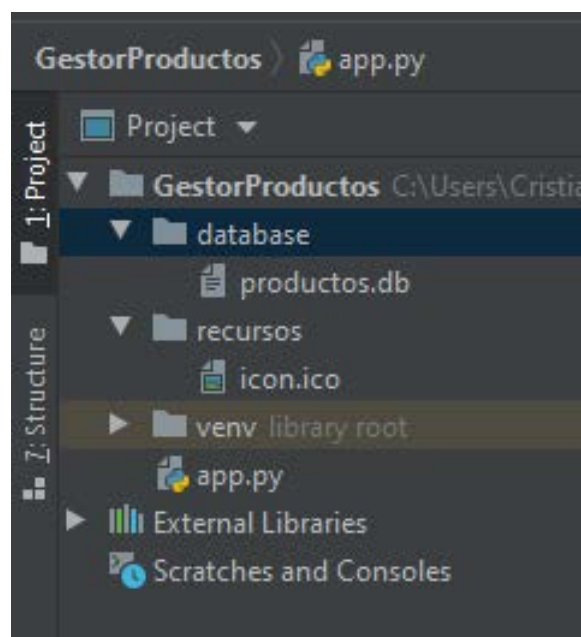 GestorProductos 〉 app.py
1: Project
Project
GestorProductos C:\Users\Cristia
database
productos.db
recursos
icon.ico
7: Structure
venv library root
app.py
External Libraries
Scratches and Consoles